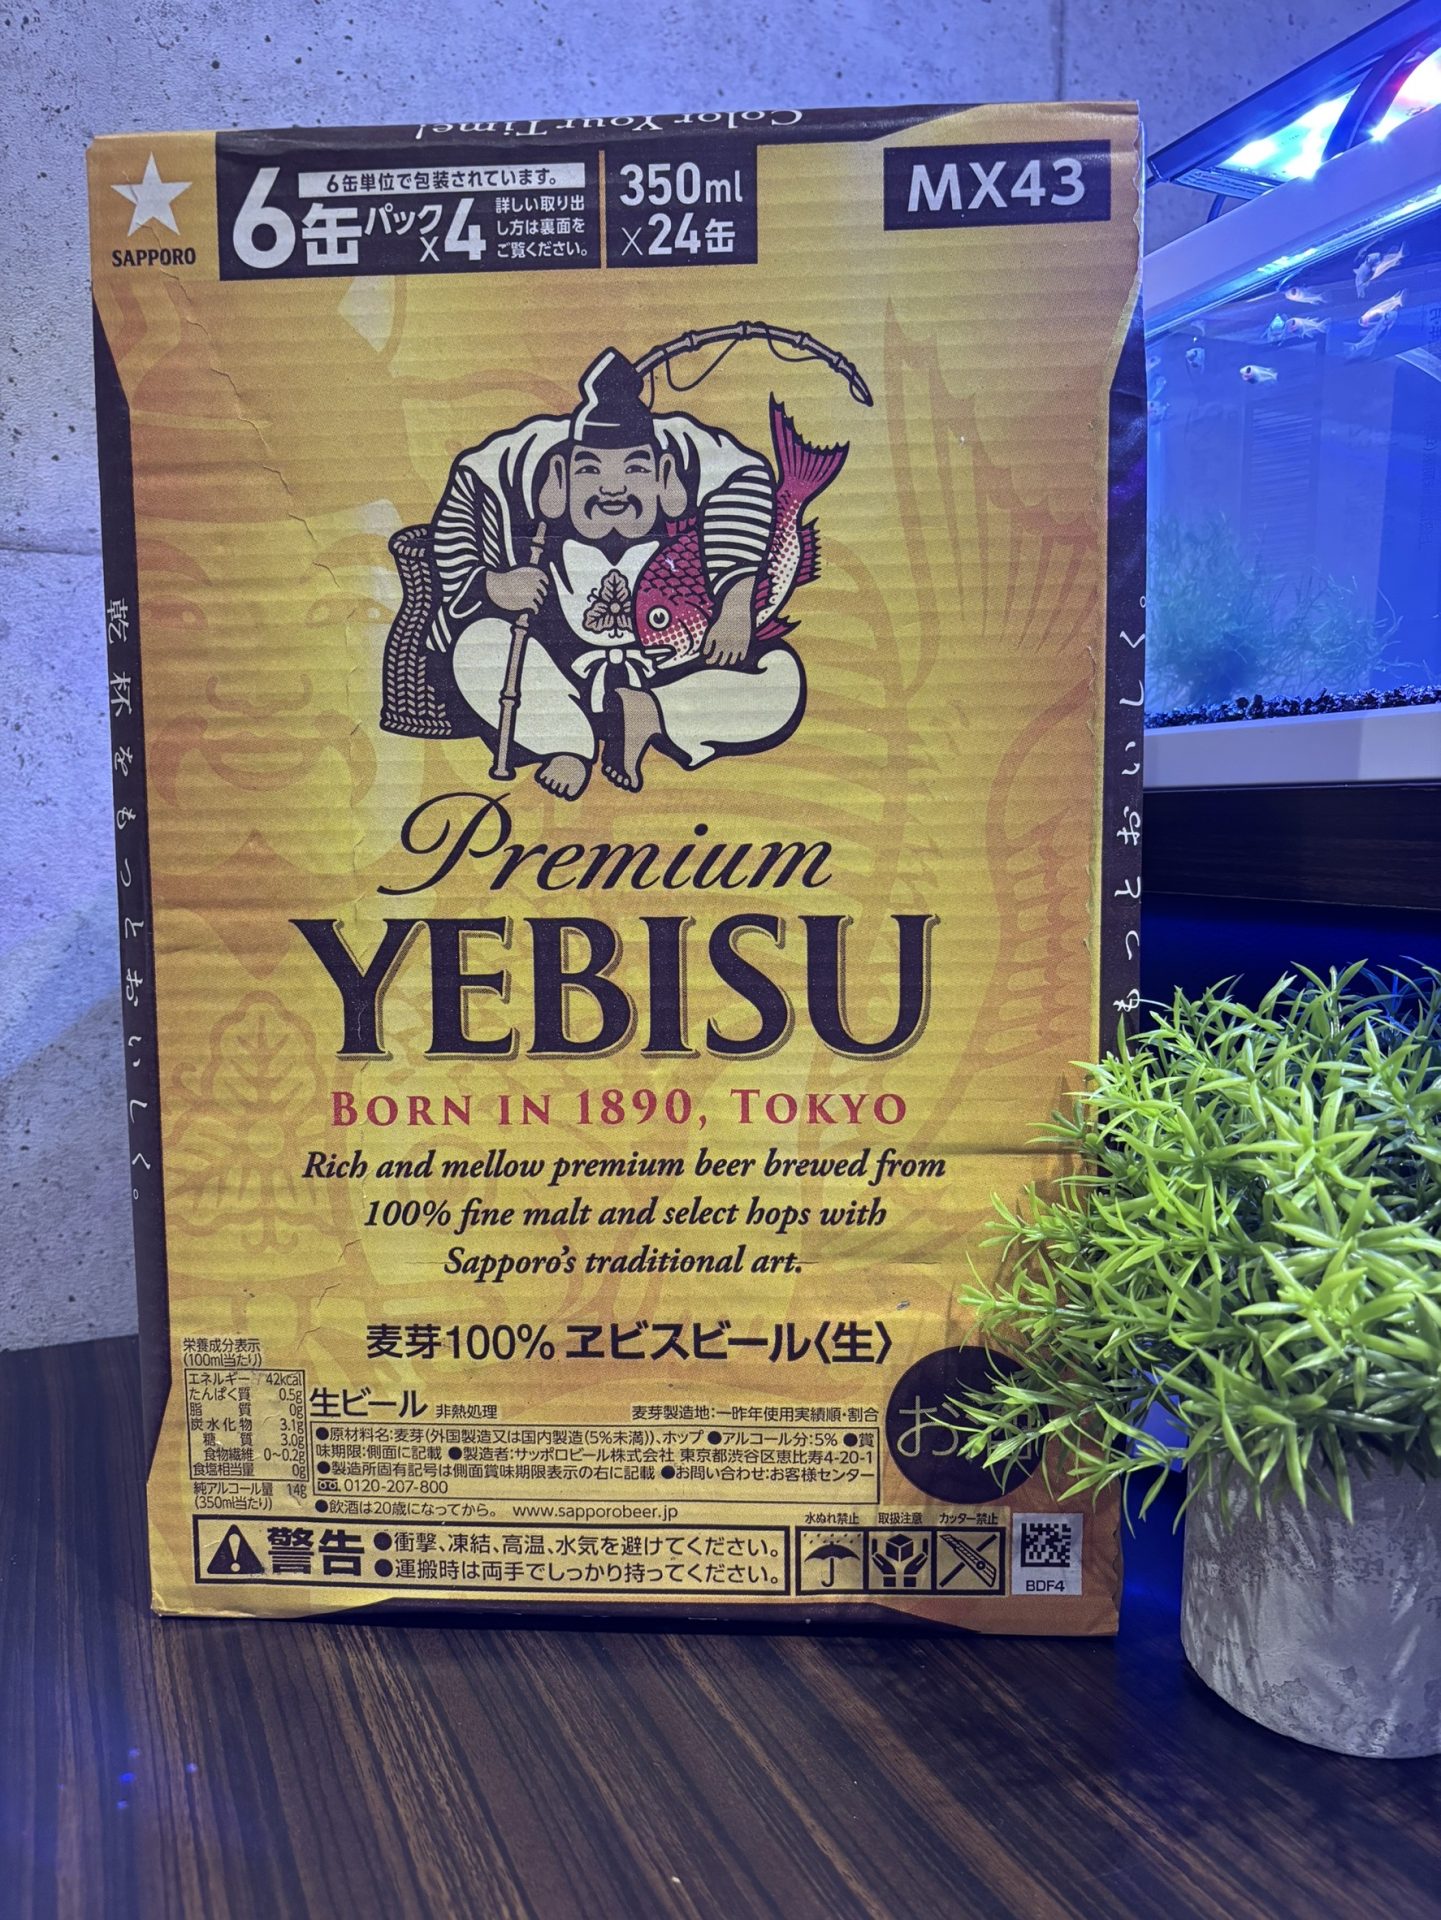 Color Your Time!
SAPPORO
6缶パック×4
6缶単位で包装されています。
詳しい取り出
し方は裏面を
ご覧ください。
350ml
×24缶
MX43
乾杯をもっとおいしく。
Premium
YEBISU
BORN IN 1890, TOKYO
Rich and mellow premium beer brewed from
100% fine malt and select hops with
Sapporo's traditional art.
麦芽100% ヱビスビール〈生〉
栄養成分表示
(100ml当たり)
エネルギー 42kcal
たんぱく質 0.5g
脂質 0g
炭水化物 3.1g
糖質 3.0g
食物繊維 0~0.2g
食塩相当量 0g
純アルコール量 14g
(350ml当たり)
生ビール 非熱処理
麦芽製造地:一昨年使用実績順・割合
●原材料名:麦芽(外国製造又は国内製造(5%未満))、ホップ ●アルコール分:5% ●賞
味期限:側面に記載 ●製造者:サッポロビール株式会社 東京都渋谷区恵比寿4-20-1
●製造所固有記号は側面賞味期限表示の右に記載 ●お問い合わせ:お客様センター
0120-207-800
●飲酒は20歳になってから。 www.sapporobeer.jp
お酒
警告
●衝撃、凍結、高温、水気を避けてください。
●運搬時は両手でしっかり持ってください。
水ぬれ禁止
取扱注意
カッター禁止
BDF4